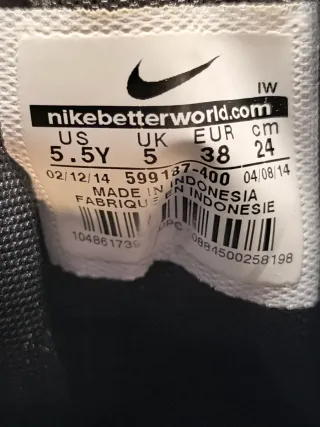 IW
nikebetterworld.com
US UK EUR cm
5.5Y 5 38 24
02/12/14 599187-400 04/08/14
MADE IN INDONESIA
FABRIQUE INDONESIE
UPC
104861739 0884500258198